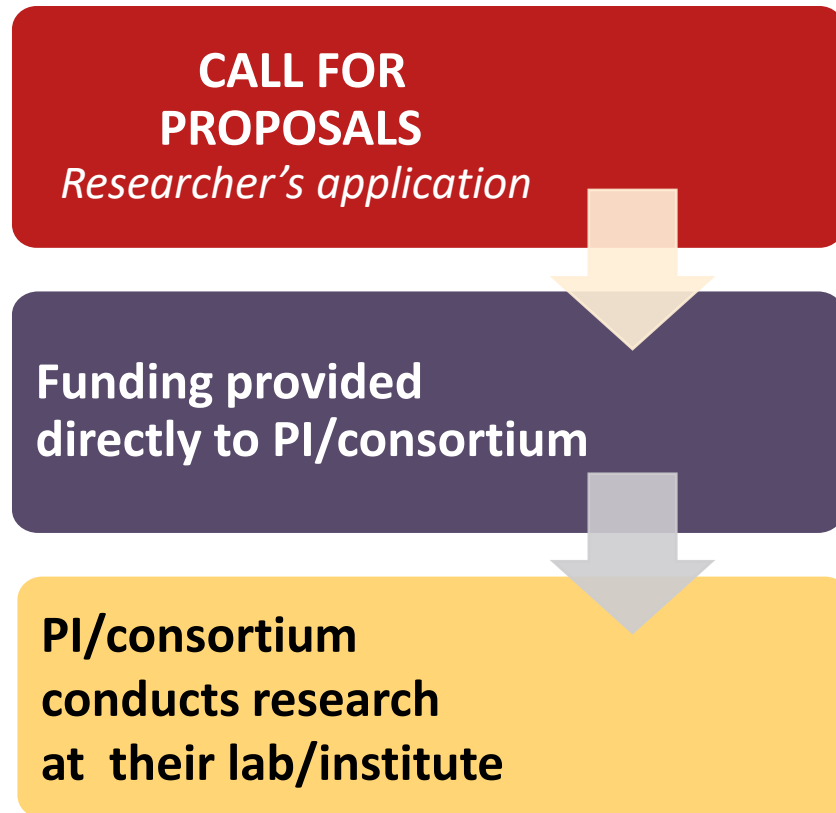 CALL FOR
PROPOSALS
Researcher’s application
Funding provided
directly to PI/consortium
PI/consortium
conducts research
at  their lab/institute